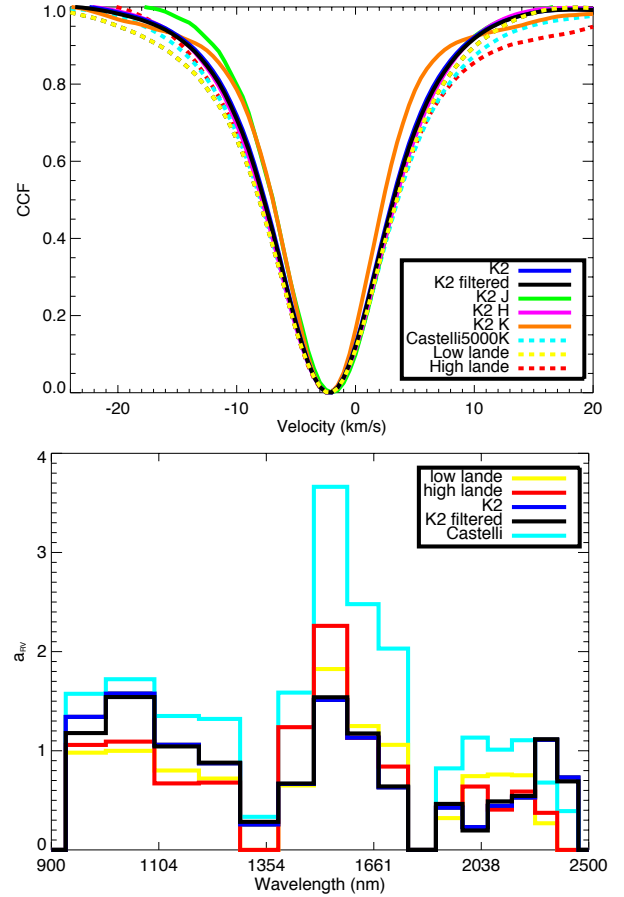 1.0
0.8
0.6
0.4
0.2
0.0
CCF
K2
K2 filtered
K2 J
K2 H
K2 K
Castelli5000K
Low lande
High lande
-20 -10 0 10 20
Velocity (km/s)
4
3
2
1
0
aRV
low lande
high lande
K2
K2 filtered
Castelli
900 1104 1354 1661 2038 2500
Wavelength (nm)